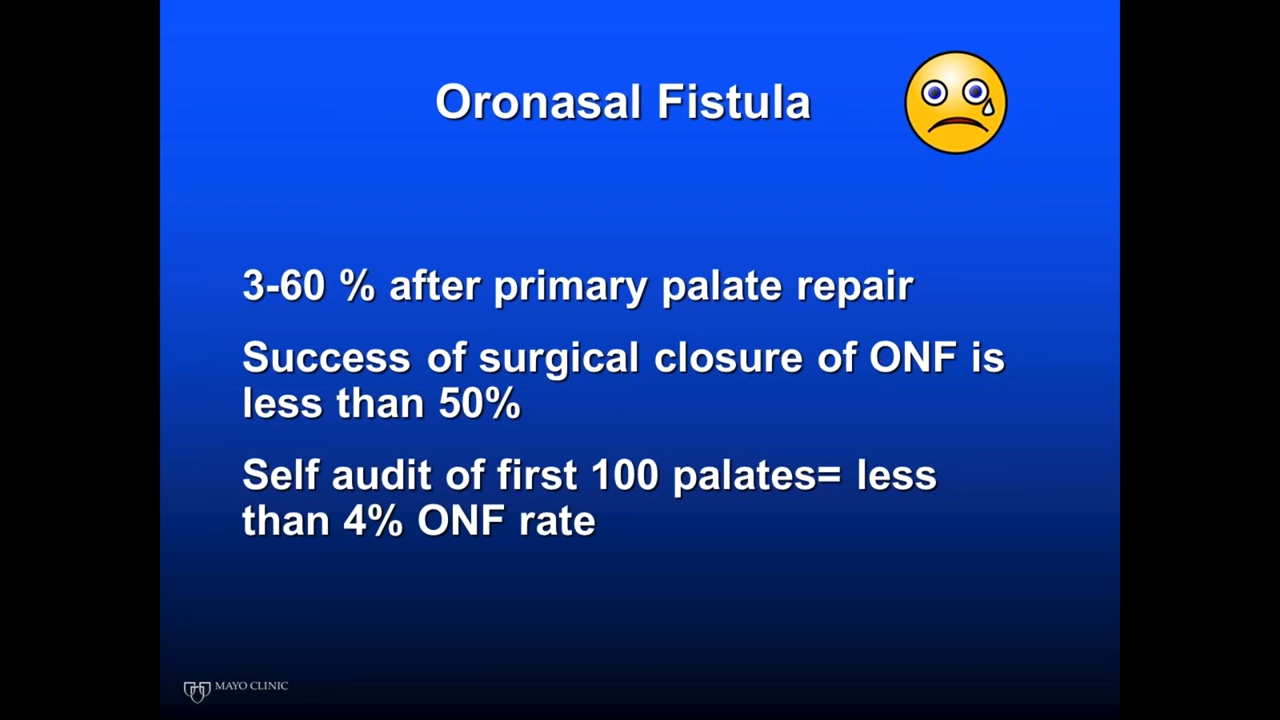 Oronasal Fistula
3-60 % after primary palate repair
Success of surgical closure of ONF is
less than 50%
Self audit of first 100 palates= less
than 4% ONF rate
MAYO CLINIC